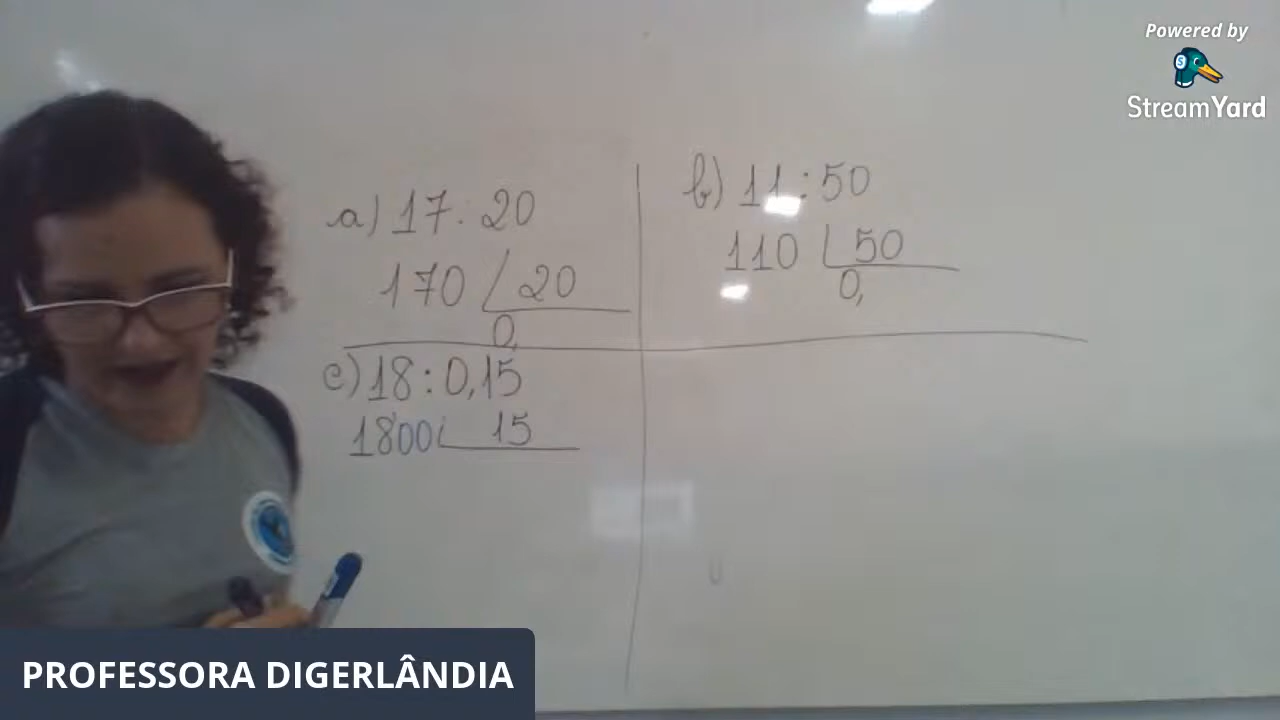 Powered by
StreamYard
a) 17 : 20
170 20
0,
b) 11 : 50
110 50
0,
c) 18 : 0,15
1800 15
PROFESSORA DIGERLÂNDIA